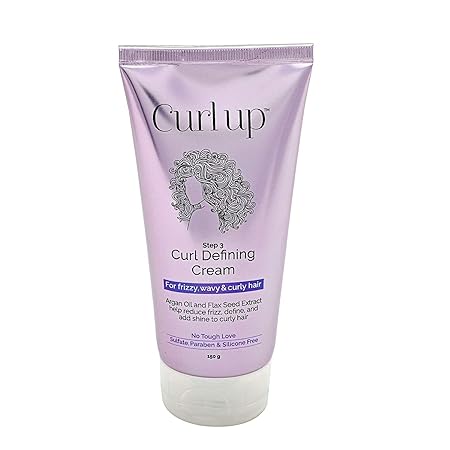 Curl up™
Step 3
Curl Defining
Cream
For frizzy, wavy & curly hair
Argan Oil and Flax Seed Extract
help reduce frizz, define, and
add shine to curly hair
No Tough Love
Sulfate, Paraben & Silicone Free
150 g